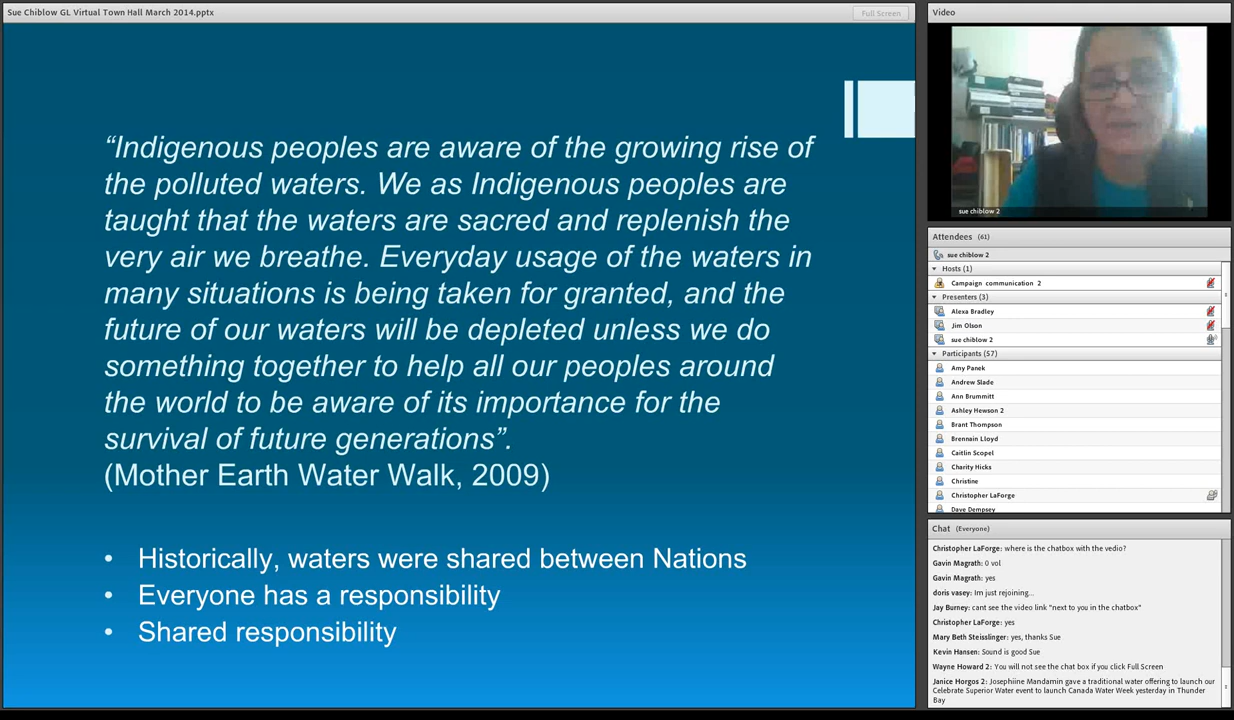 Sue Chiblow GL Virtual Town Hall March 2014.pptx
Full Screen
“Indigenous peoples are aware of the growing rise of
the polluted waters. We as Indigenous peoples are
taught that the waters are sacred and replenish the
very air we breathe. Everyday usage of the waters in
many situations is being taken for granted, and the
future of our waters will be depleted unless we do
something together to help all our peoples around
the world to be aware of its importance for the
survival of future generations”.
(Mother Earth Water Walk, 2009)
• Historically, waters were shared between Nations
• Everyone has a responsibility
• Shared responsibility
Video
sue chiblow 2
Attendees (61)
sue chiblow 2
Hosts (1)
Campaign communication 2
Presenters (3)
Alexa Bradley
Jim Olson
sue chiblow 2
Participants (57)
Amy Panek
Andrew Slade
Ann Brummitt
Ashley Hewson 2
Brant Thompson
Brennain Lloyd
Caitlin Scopel
Charity Hicks
Christine
Christopher LaForge
Dave Dempsey
Chat (Everyone)
Christopher LaForge: where is the chatbox with the vedio?
Gavin Magrath: 0 vol
Gavin Magrath: yes
doris vasey: Im just rejoining...
Jay Burney: cant see the video link "next to you in the chatbox"
Christopher LaForge: yes
Mary Beth Steisslinger: yes, thanks Sue
Kevin Hansen: Sound is good Sue
Wayne Howard 2: You will not see the chat box if you click Full Screen
Janice Horgos 2: Josephiine Mandamin gave a traditional water offering to launch our
Celebrate Superior Water event to launch Canada Water Week yesterday in Thunder
Bay